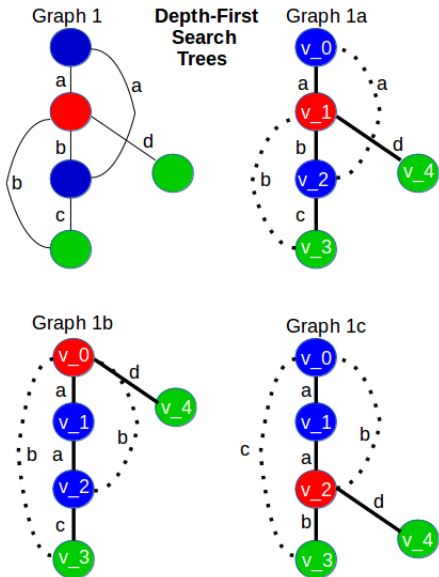 Graph 1
Depth-First
Search
Trees
Graph 1a
a
a
b
b
c
d
v_0
a
a
v_1
b
b
d
v_2
v_4
c
v_3
Graph 1b
v_0
d
a
v_4
b
v_1
b
a
v_2
c
v_3
Graph 1c
v_0
a
c
v_1
b
a
v_2
d
b
v_4
v_3